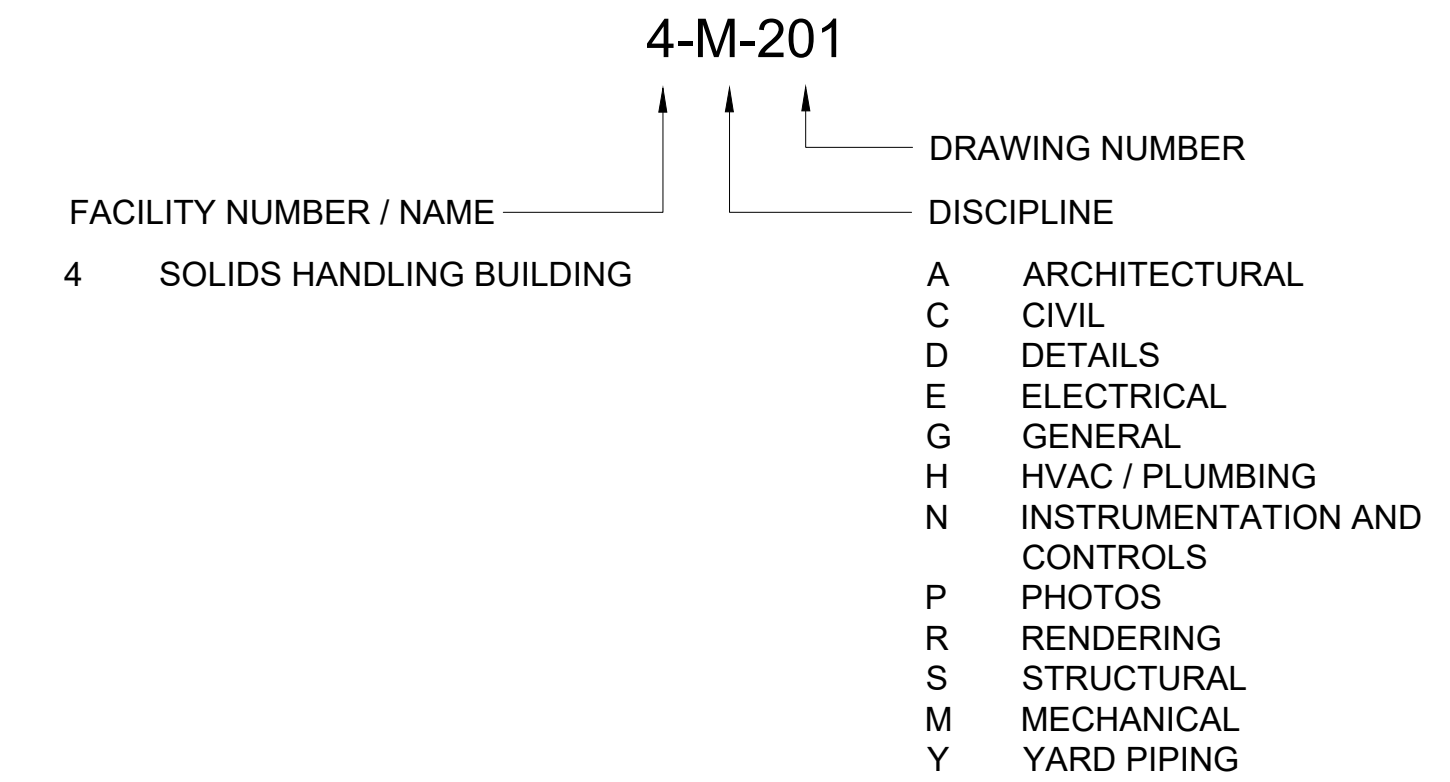 4-M-201
DRAWING NUMBER
FACILITY NUMBER / NAME
4 SOLIDS HANDLING BUILDING
DISCIPLINE
A ARCHITECTURAL
C CIVIL
D DETAILS
E ELECTRICAL
G GENERAL
H HVAC / PLUMBING
N INSTRUMENTATION AND
CONTROLS
P PHOTOS
R RENDERING
S STRUCTURAL
M MECHANICAL
Y YARD PIPING